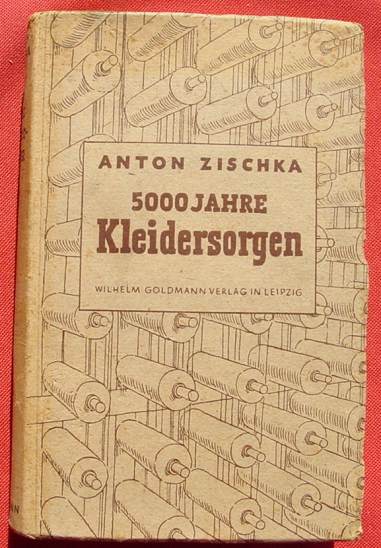 ANTON ZISCHKA
5000 JAHRE
Kleidersorgen
WILHELM GOLDMANN VERLAG IN LEIPZIG